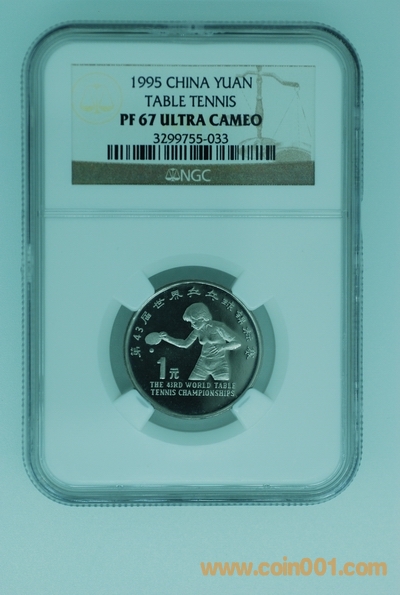 1995 CHINA YUAN
TABLE TENNIS
PF 67 ULTRA CAMEO
3299755-033
NGC
第43届世界乒乓球锦标赛
1元
THE 43RD WORLD TABLE
TENNIS CHAMPIONSHIPS
www.coin001.com